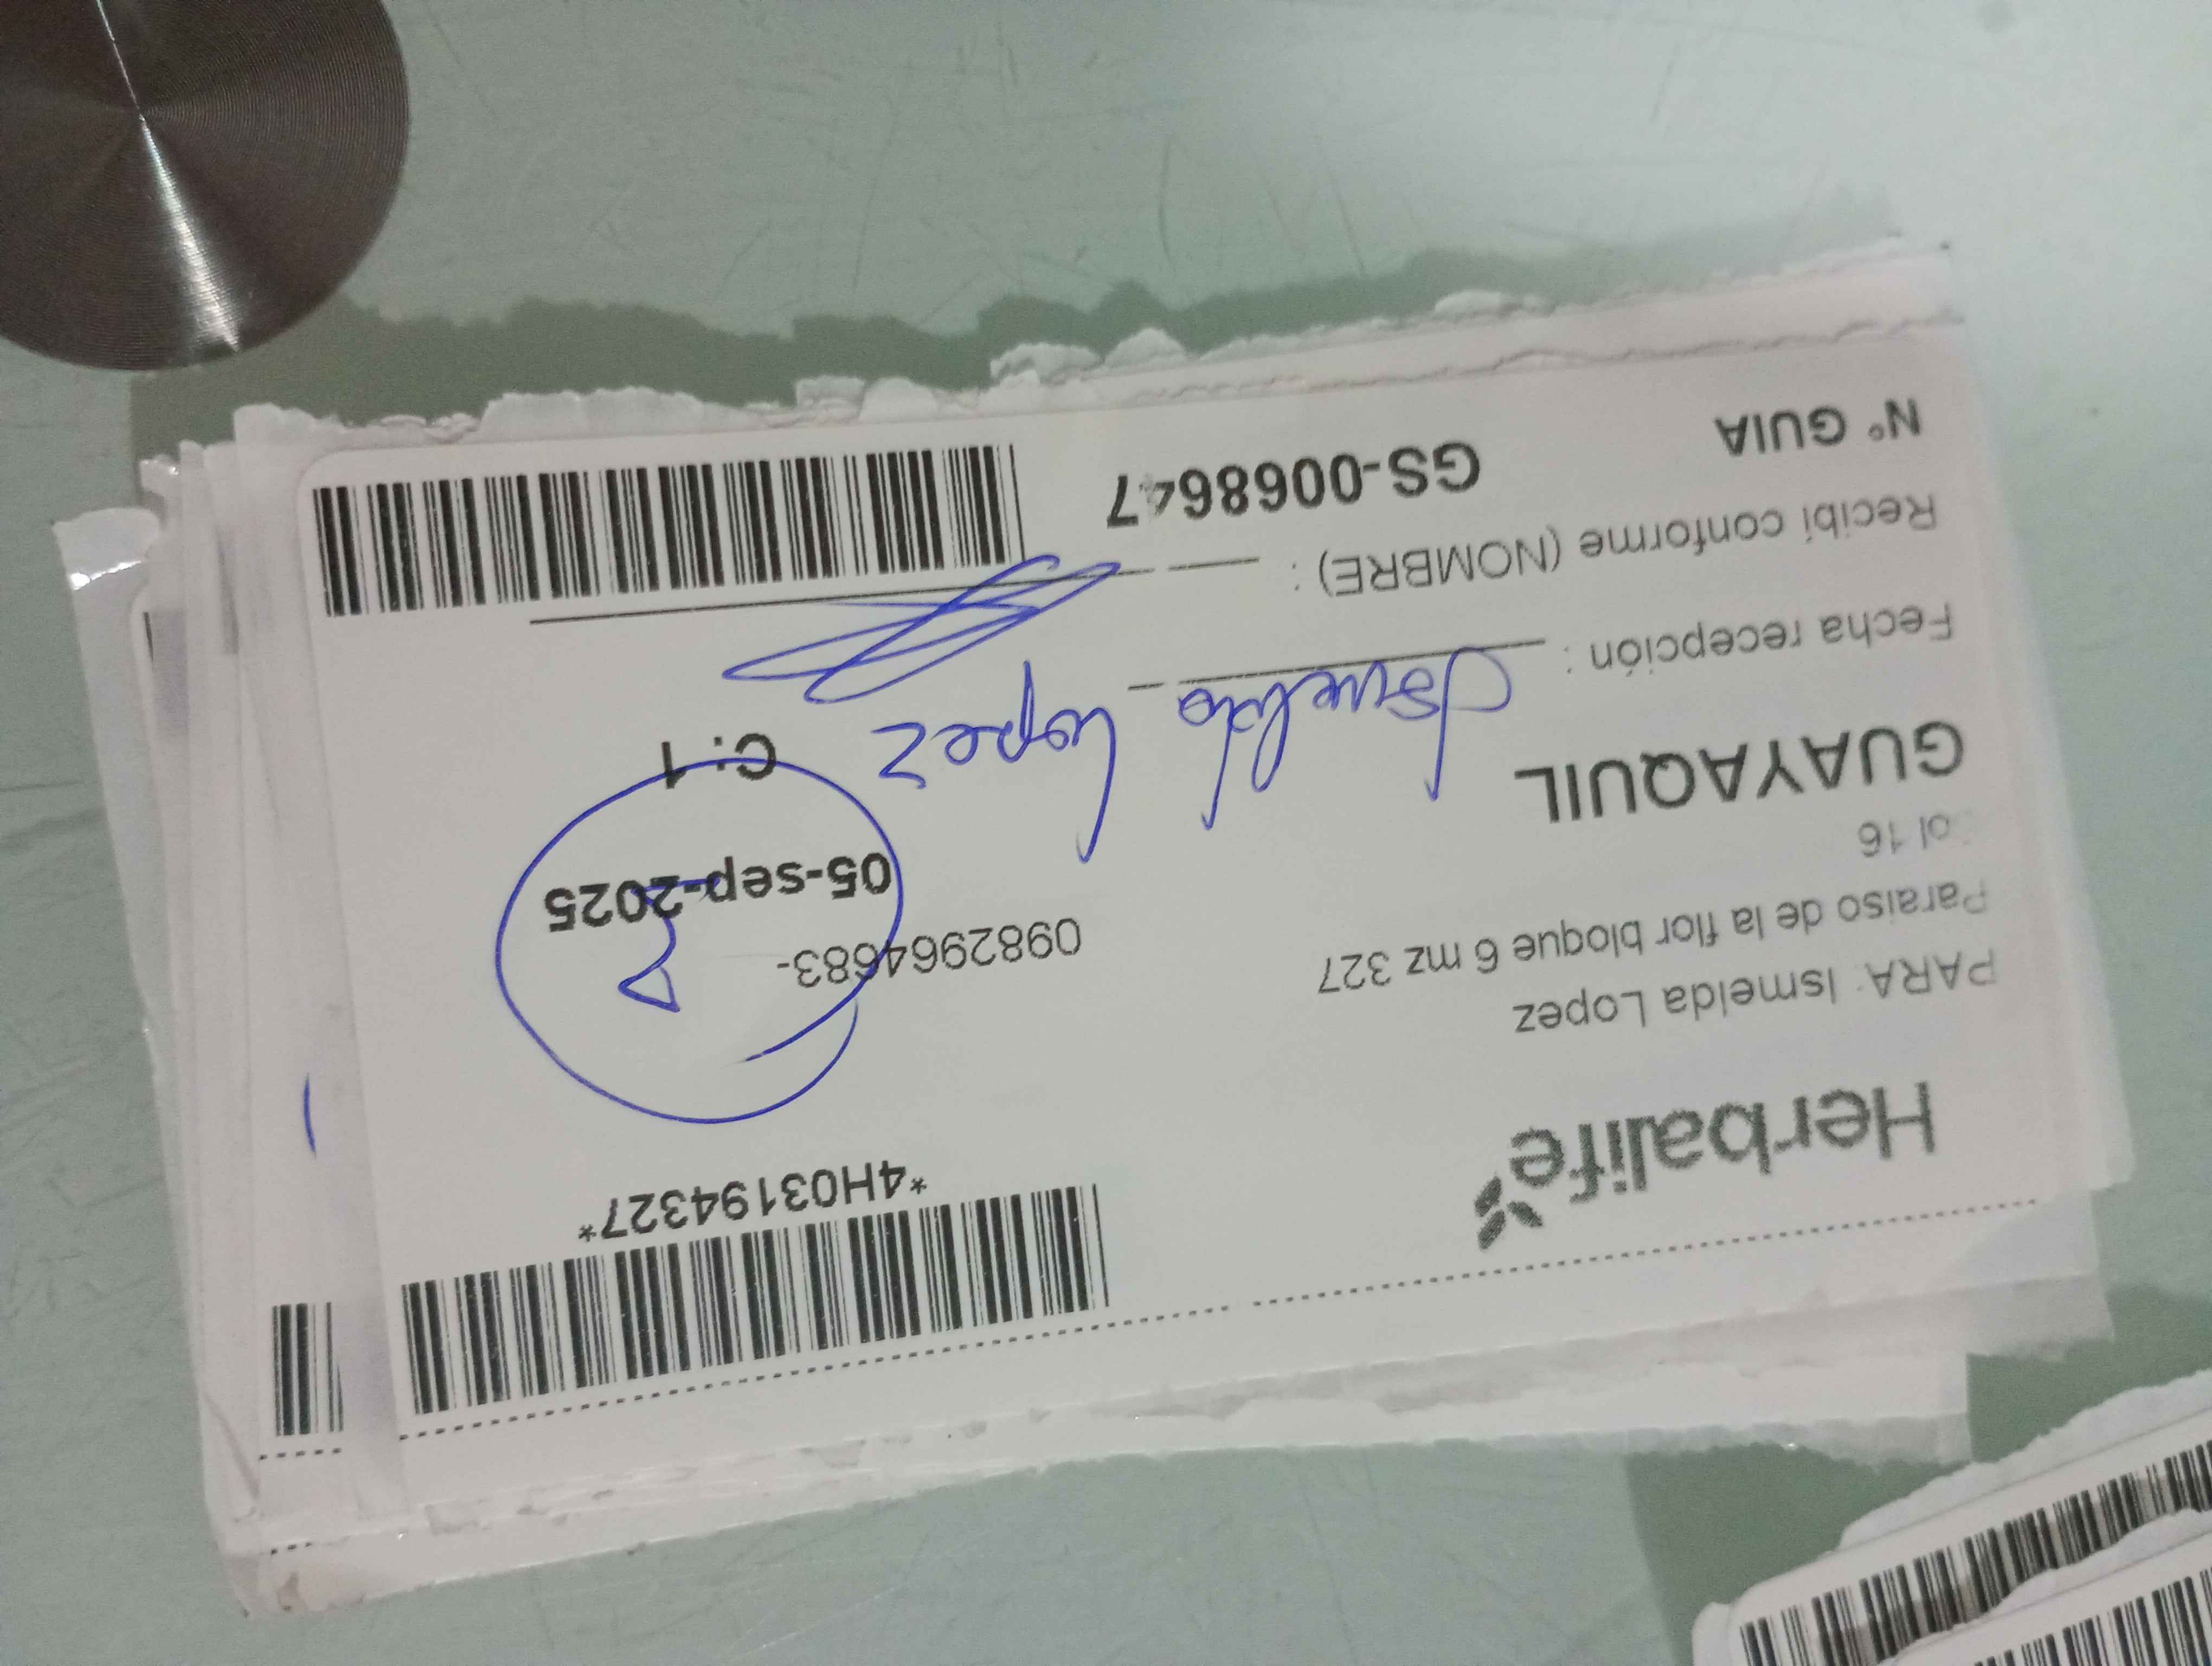 *4H03194327*
Herbalife
PARA: Ismelda Lopez
Paraiso de la flor bloque 6 mz 327
0982964683-
ol 16
05-sep-2025
2
GUAYAQUIL
C: 1
Fecha recepción :
Ismelda Lopez
Recibi conforme (NOMBRE) :
N° GUIA GS-0068647